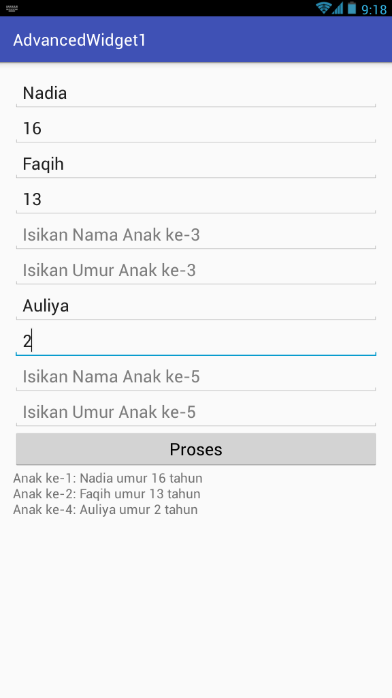 9:18
AdvancedWidget1
Nadia
16
Faqih
13
Isikan Nama Anak ke-3
Isikan Umur Anak ke-3
Auliya
2
Isikan Nama Anak ke-5
Isikan Umur Anak ke-5
Proses
Anak ke-1: Nadia umur 16 tahun
Anak ke-2: Faqih umur 13 tahun
Anak ke-4: Auliya umur 2 tahun